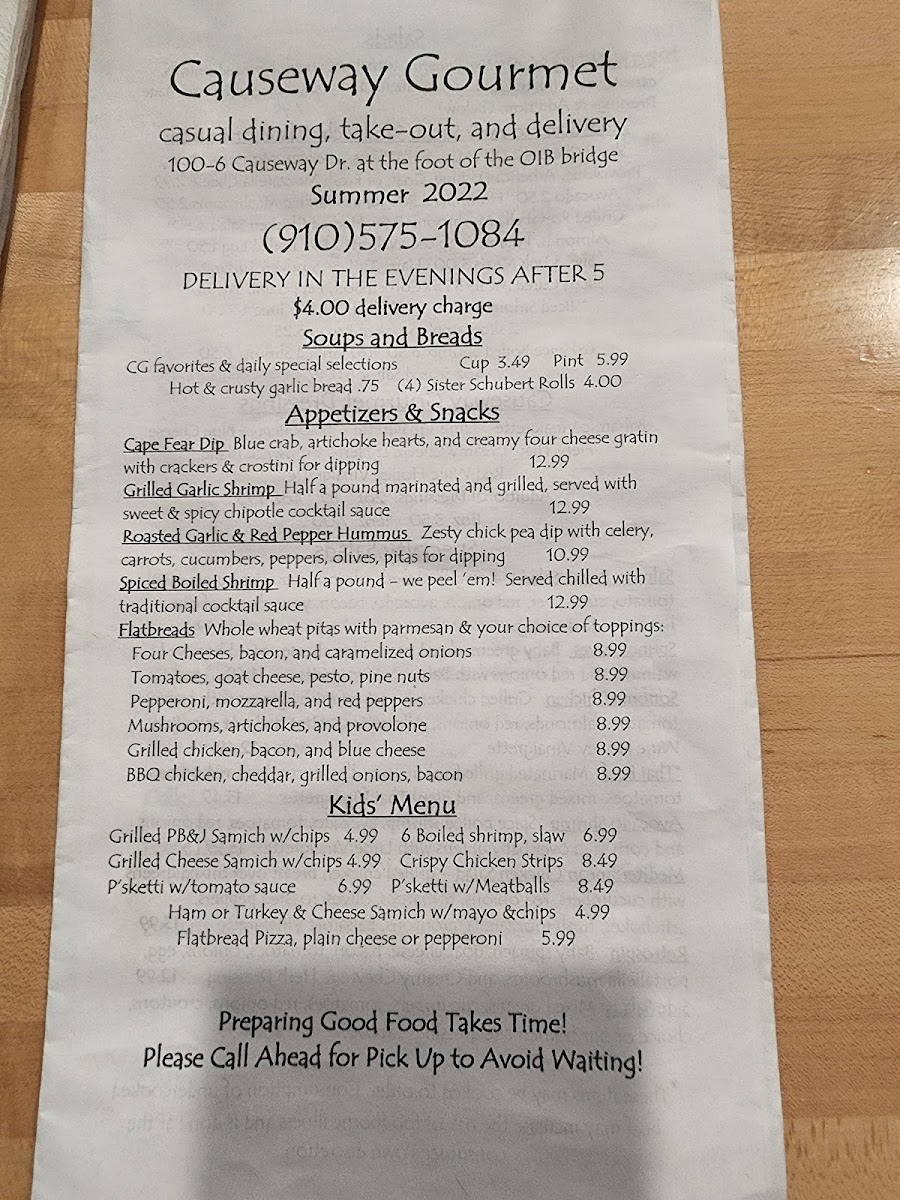 Causeway Gourmet
casual dining, take-out, and delivery
100-6 Causeway Dr. at the foot of the OIB bridge
Summer 2022
(910)575-1084
DELIVERY IN THE EVENINGS AFTER 5
$4.00 delivery charge
Soups and Breads
CG favorites & daily special selections Cup 3.49 Pint 5.99
Hot & crusty garlic bread .75 (4) Sister Schubert Rolls 4.00
Appetizers & Snacks
Cape Fear Dip Blue crab, artichoke hearts, and creamy four cheese gratin
with crackers & crostini for dipping 12.99
Grilled Garlic Shrimp Half a pound marinated and grilled, served with
sweet & spicy chipotle cocktail sauce 12.99
Roasted Garlic & Red Pepper Hummus Zesty chick pea dip with celery,
carrots, cucumbers, peppers, olives, pitas for dipping 10.99
Spiced Boiled Shrimp Half a pound – we peel 'em! Served chilled with
traditional cocktail sauce 12.99
Flatbreads Whole wheat pitas with parmesan & your choice of toppings:
Four Cheeses, bacon, and caramelized onions 8.99
Tomatoes, goat cheese, pesto, pine nuts 8.99
Pepperoni, mozzarella, and red peppers 8.99
Mushrooms, artichokes, and provolone 8.99
Grilled chicken, bacon, and blue cheese 8.99
BBQ chicken, cheddar, grilled onions, bacon 8.99
Kids' Menu
Grilled PB&J Samich w/chips 4.99 6 Boiled shrimp, slaw 6.99
Grilled Cheese Samich w/chips 4.99 Crispy Chicken Strips 8.49
P'sketti w/tomato sauce 6.99 P'sketti w/Meatballs 8.49
Ham or Turkey & Cheese Samich w/mayo &chips 4.99
Flatbread Pizza, plain cheese or pepperoni 5.99
Preparing Good Food Takes Time!
Please Call Ahead for Pick Up to Avoid Waiting!